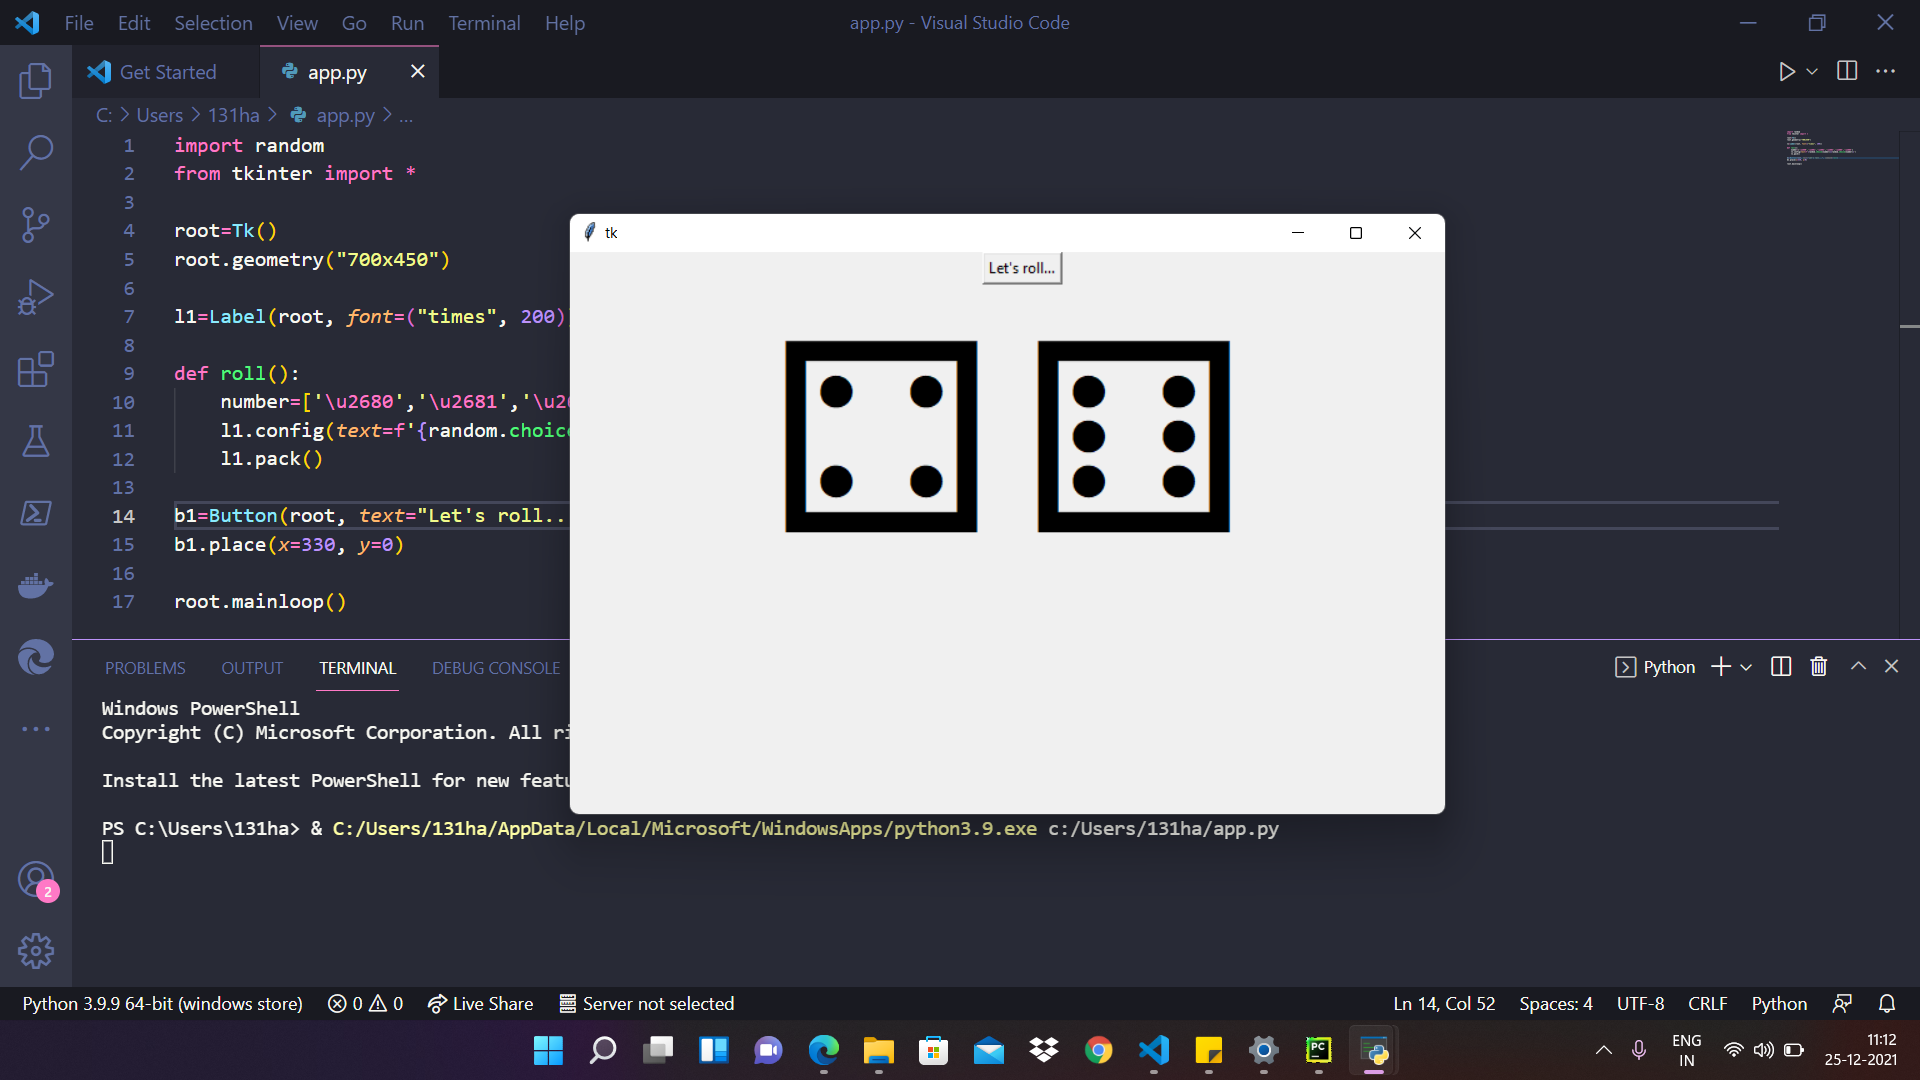 File Edit Selection View Go Run Terminal Help
app.py - Visual Studio Code
Get Started
app.py
C: > Users > 131ha > app.py > ...
1 import random
2 from tkinter import *
3
4 root=Tk()
5 root.geometry("700x450")
6
7 l1=Label(root, font=("times", 200)
8
9 def roll():
10 number=['\u2680','\u2681','\u2
11 l1.config(text=f'{random.choic
12 l1.pack()
13
14 b1=Button(root, text="Let's roll..
15 b1.place(x=330, y=0)
16
17 root.mainloop()
tk
Let's roll...
PROBLEMS OUTPUT TERMINAL DEBUG CONSOLE
Python
Windows PowerShell
Copyright (C) Microsoft Corporation. All ri
Install the latest PowerShell for new featu
PS C:\Users\131ha> & C:/Users/131ha/AppData/Local/Microsoft/WindowsApps/python3.9.exe c:/Users/131ha/app.py
2
Python 3.9.9 64-bit (windows store) 0 0 Live Share Server not selected
Ln 14, Col 52 Spaces: 4 UTF-8 CRLF Python
PC
ENG
IN
11:12
25-12-2021